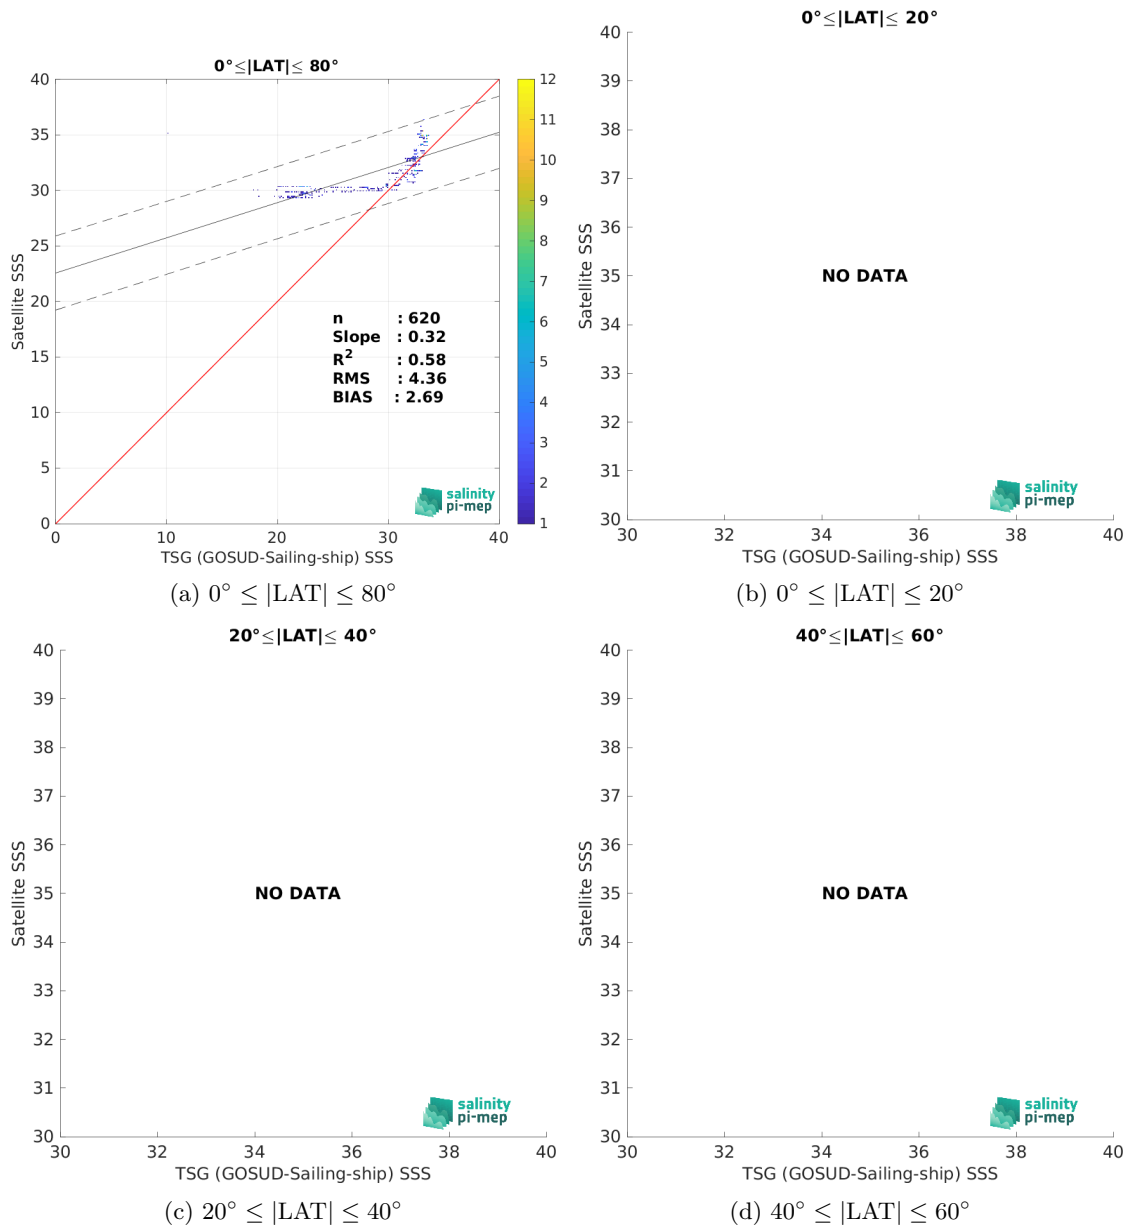 0°≤|LAT|≤ 80°
40
35
30
25
20
15
10
5
0
0
10
20
30
40
Satellite SSS
TSG (GOSUD-Sailing-ship) SSS
n : 620
Slope : 0.32
R² : 0.58
RMS : 4.36
BIAS : 2.69
salinity
pi-mep
12
11
10
9
8
7
6
5
4
3
2
1
(a) 0° ≤ |LAT| ≤ 80°
0°≤|LAT|≤ 20°
40
39
38
37
36
35
34
33
32
31
30
30
32
34
36
38
40
Satellite SSS
NO DATA
salinity
pi-mep
TSG (GOSUD-Sailing-ship) SSS
(b) 0° ≤ |LAT| ≤ 20°
20°≤|LAT|≤ 40°
40
39
38
37
36
35
34
33
32
31
30
30
32
34
36
38
40
Satellite SSS
NO DATA
salinity
pi-mep
TSG (GOSUD-Sailing-ship) SSS
(c) 20° ≤ |LAT| ≤ 40°
40°≤|LAT|≤ 60°
40
39
38
37
36
35
34
33
32
31
30
30
32
34
36
38
40
Satellite SSS
NO DATA
salinity
pi-mep
TSG (GOSUD-Sailing-ship) SSS
(d) 40° ≤ |LAT| ≤ 60°